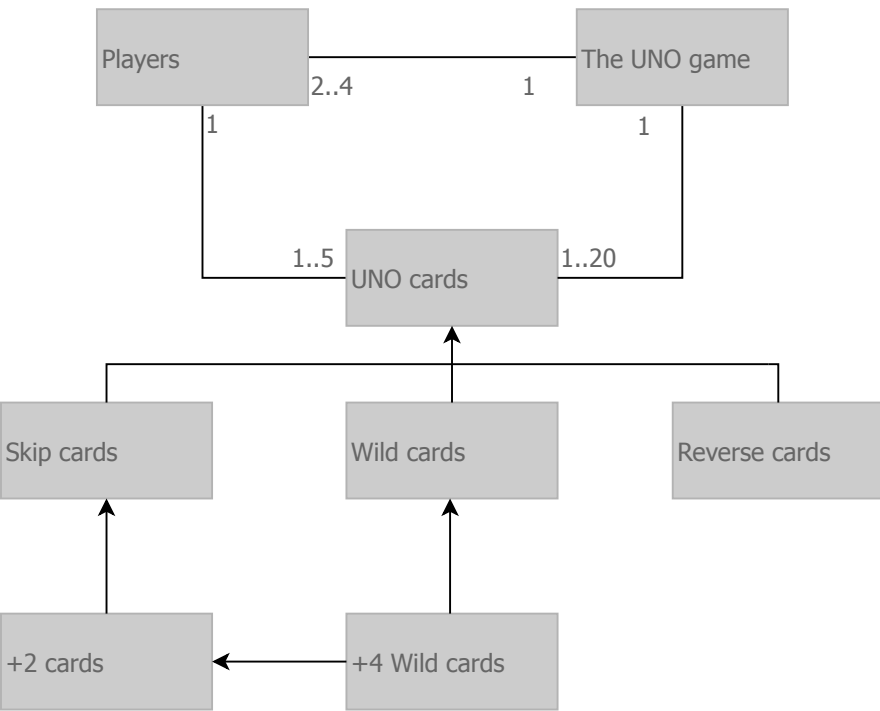 Players
The UNO game
2..4
1
1
1
1..5
1..20
UNO cards
Skip cards
Wild cards
Reverse cards
+2 cards
+4 Wild cards